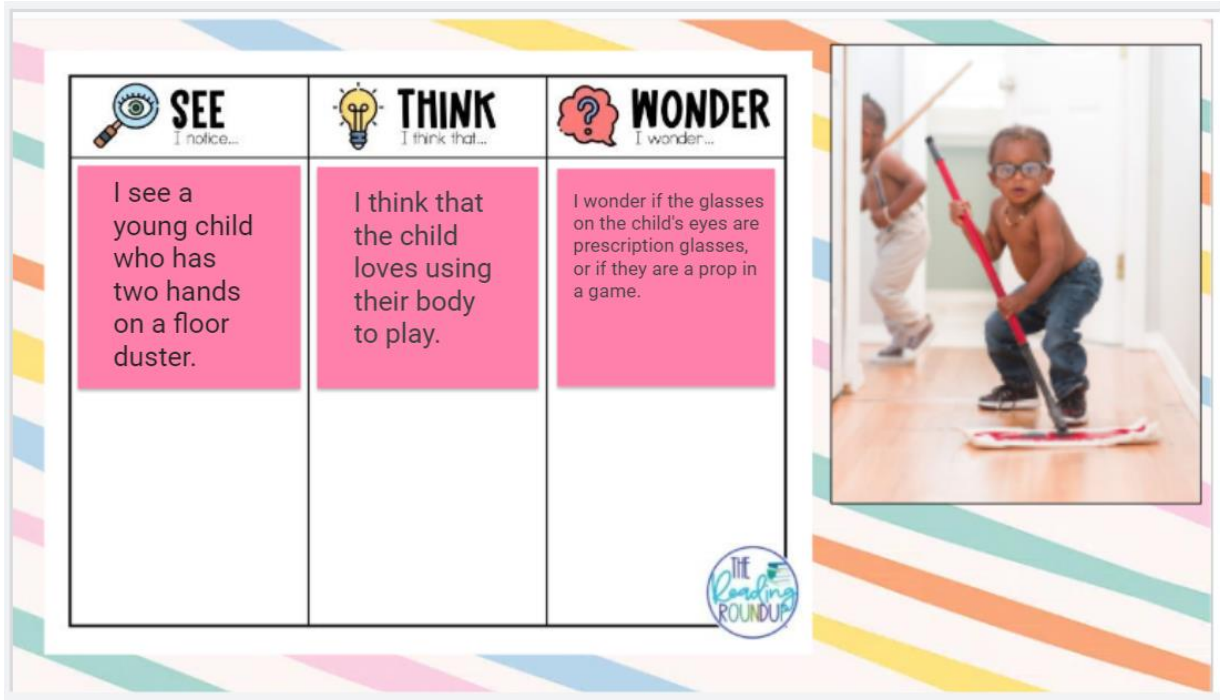 SEE
I notice...
THINK
I think that...
WONDER
I wonder...
I see a
young child
who has
two hands
on a floor
duster.
I think that
the child
loves using
their body
to play.
I wonder if the glasses
on the child's eyes are
prescription glasses,
or if they are a prop in
a game.
THE
Reading
ROUNDUP